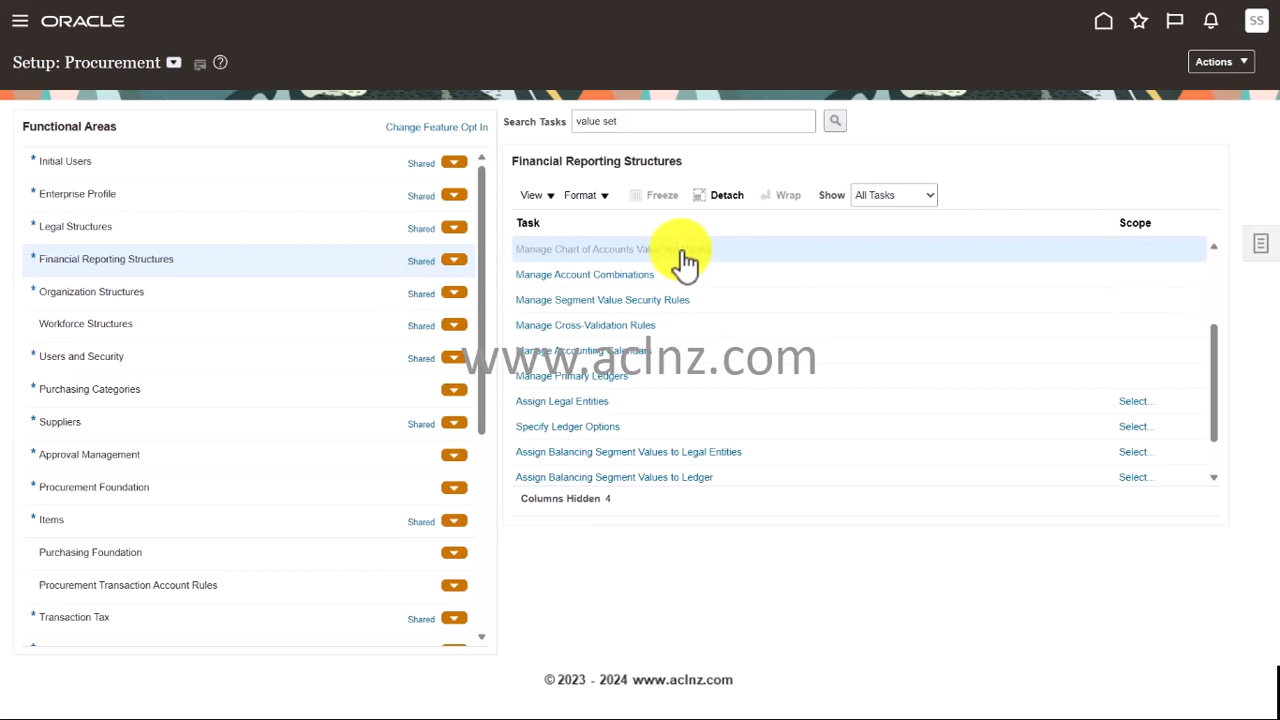 ORACLE
SS
Setup: Procurement
Actions
Functional Areas
Change Feature Opt In
* Initial Users Shared
* Enterprise Profile Shared
* Legal Structures Shared
* Financial Reporting Structures Shared
* Organization Structures Shared
Workforce Structures Shared
* Users and Security Shared
* Purchasing Categories
* Suppliers Shared
* Approval Management
* Procurement Foundation
* Items Shared
Purchasing Foundation
Procurement Transaction Account Rules
* Transaction Tax Shared
*
Search Tasks value set
Financial Reporting Structures
View Format Freeze Detach Wrap Show All Tasks
Task Scope
Manage Chart of Accounts Value
Manage Account Combinations
Manage Segment Value Security Rules
Manage Cross-Validation Rules
Manage Accounting Calendars
Manage Primary Ledgers
Assign Legal Entities Select...
Specify Ledger Options Select...
Assign Balancing Segment Values to Legal Entities Select...
Assign Balancing Segment Values to Ledger Select...
Columns Hidden 4
www.aclnz.com
© 2023 - 2024 www.aclnz.com